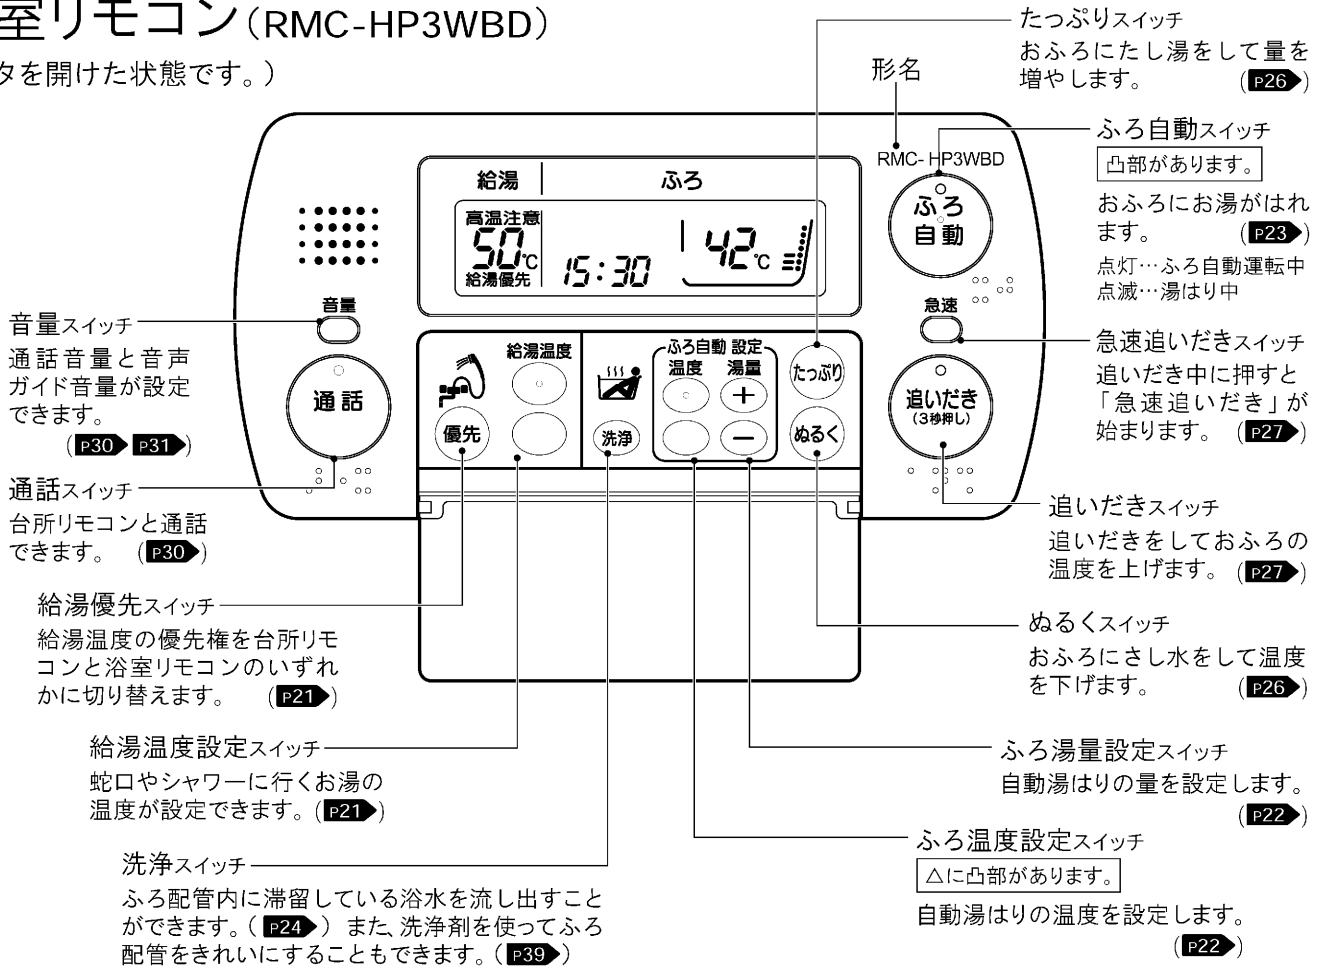 室リモコン(RMC-HP3WBD)
タを開けた状態です。)
形名
RMC- HP3WBD
給湯
ふろ
高温注意
50℃
給湯優先
15:30
42℃
音量
通話
給湯温度
優先
洗浄
ふろ自動 設定
温度 湯量
+
−
たっぷり
ぬるく
ふろ
自動
急速
追いだき
(3秒押し)
音量スイッチ
通話音量と音声
ガイド音量が設定
できます。
(P30 P31)
通話スイッチ
台所リモコンと通話
できます。 (P30)
給湯優先スイッチ
給湯温度の優先権を台所リモ
コンと浴室リモコンのいずれ
かに切り替えます。 (P21)
給湯温度設定スイッチ
蛇口やシャワーに行くお湯の
温度が設定できます。(P21)
洗浄スイッチ
ふろ配管内に滞留している浴水を流し出すこと
ができます。(P24) また、洗浄剤を使ってふろ
配管をきれいにすることもできます。(P39)
たっぷりスイッチ
おふろにたし湯をして量を
増やします。 (P26)
ふろ自動スイッチ
凸部があります。
おふろにお湯がはれ
ます。 (P23)
点灯…ふろ自動運転中
点滅…湯はり中
急速追いだきスイッチ
追いだき中に押すと
「急速追いだき」が
始まります。 (P27)
追いだきスイッチ
追いだきをしておふろの
温度を上げます。 (P27)
ぬるくスイッチ
おふろにさし水をして温度
を下げます。 (P26)
ふろ湯量設定スイッチ
自動湯はりの量を設定します。
(P22)
ふろ温度設定スイッチ
△に凸部があります。
自動湯はりの温度を設定します。
(P22)